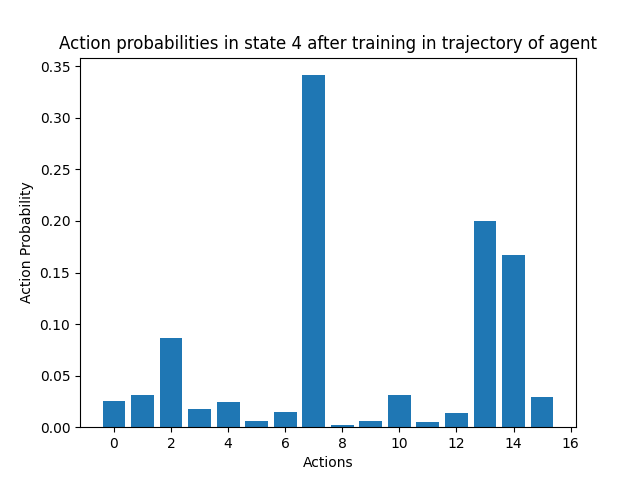 Action probabilities in state 4 after training in trajectory of agent
0.35
0.30
0.25
0.20
0.15
0.10
0.05
0.00
Action Probability
0 2 4 6 8 10 12 14 16
Actions